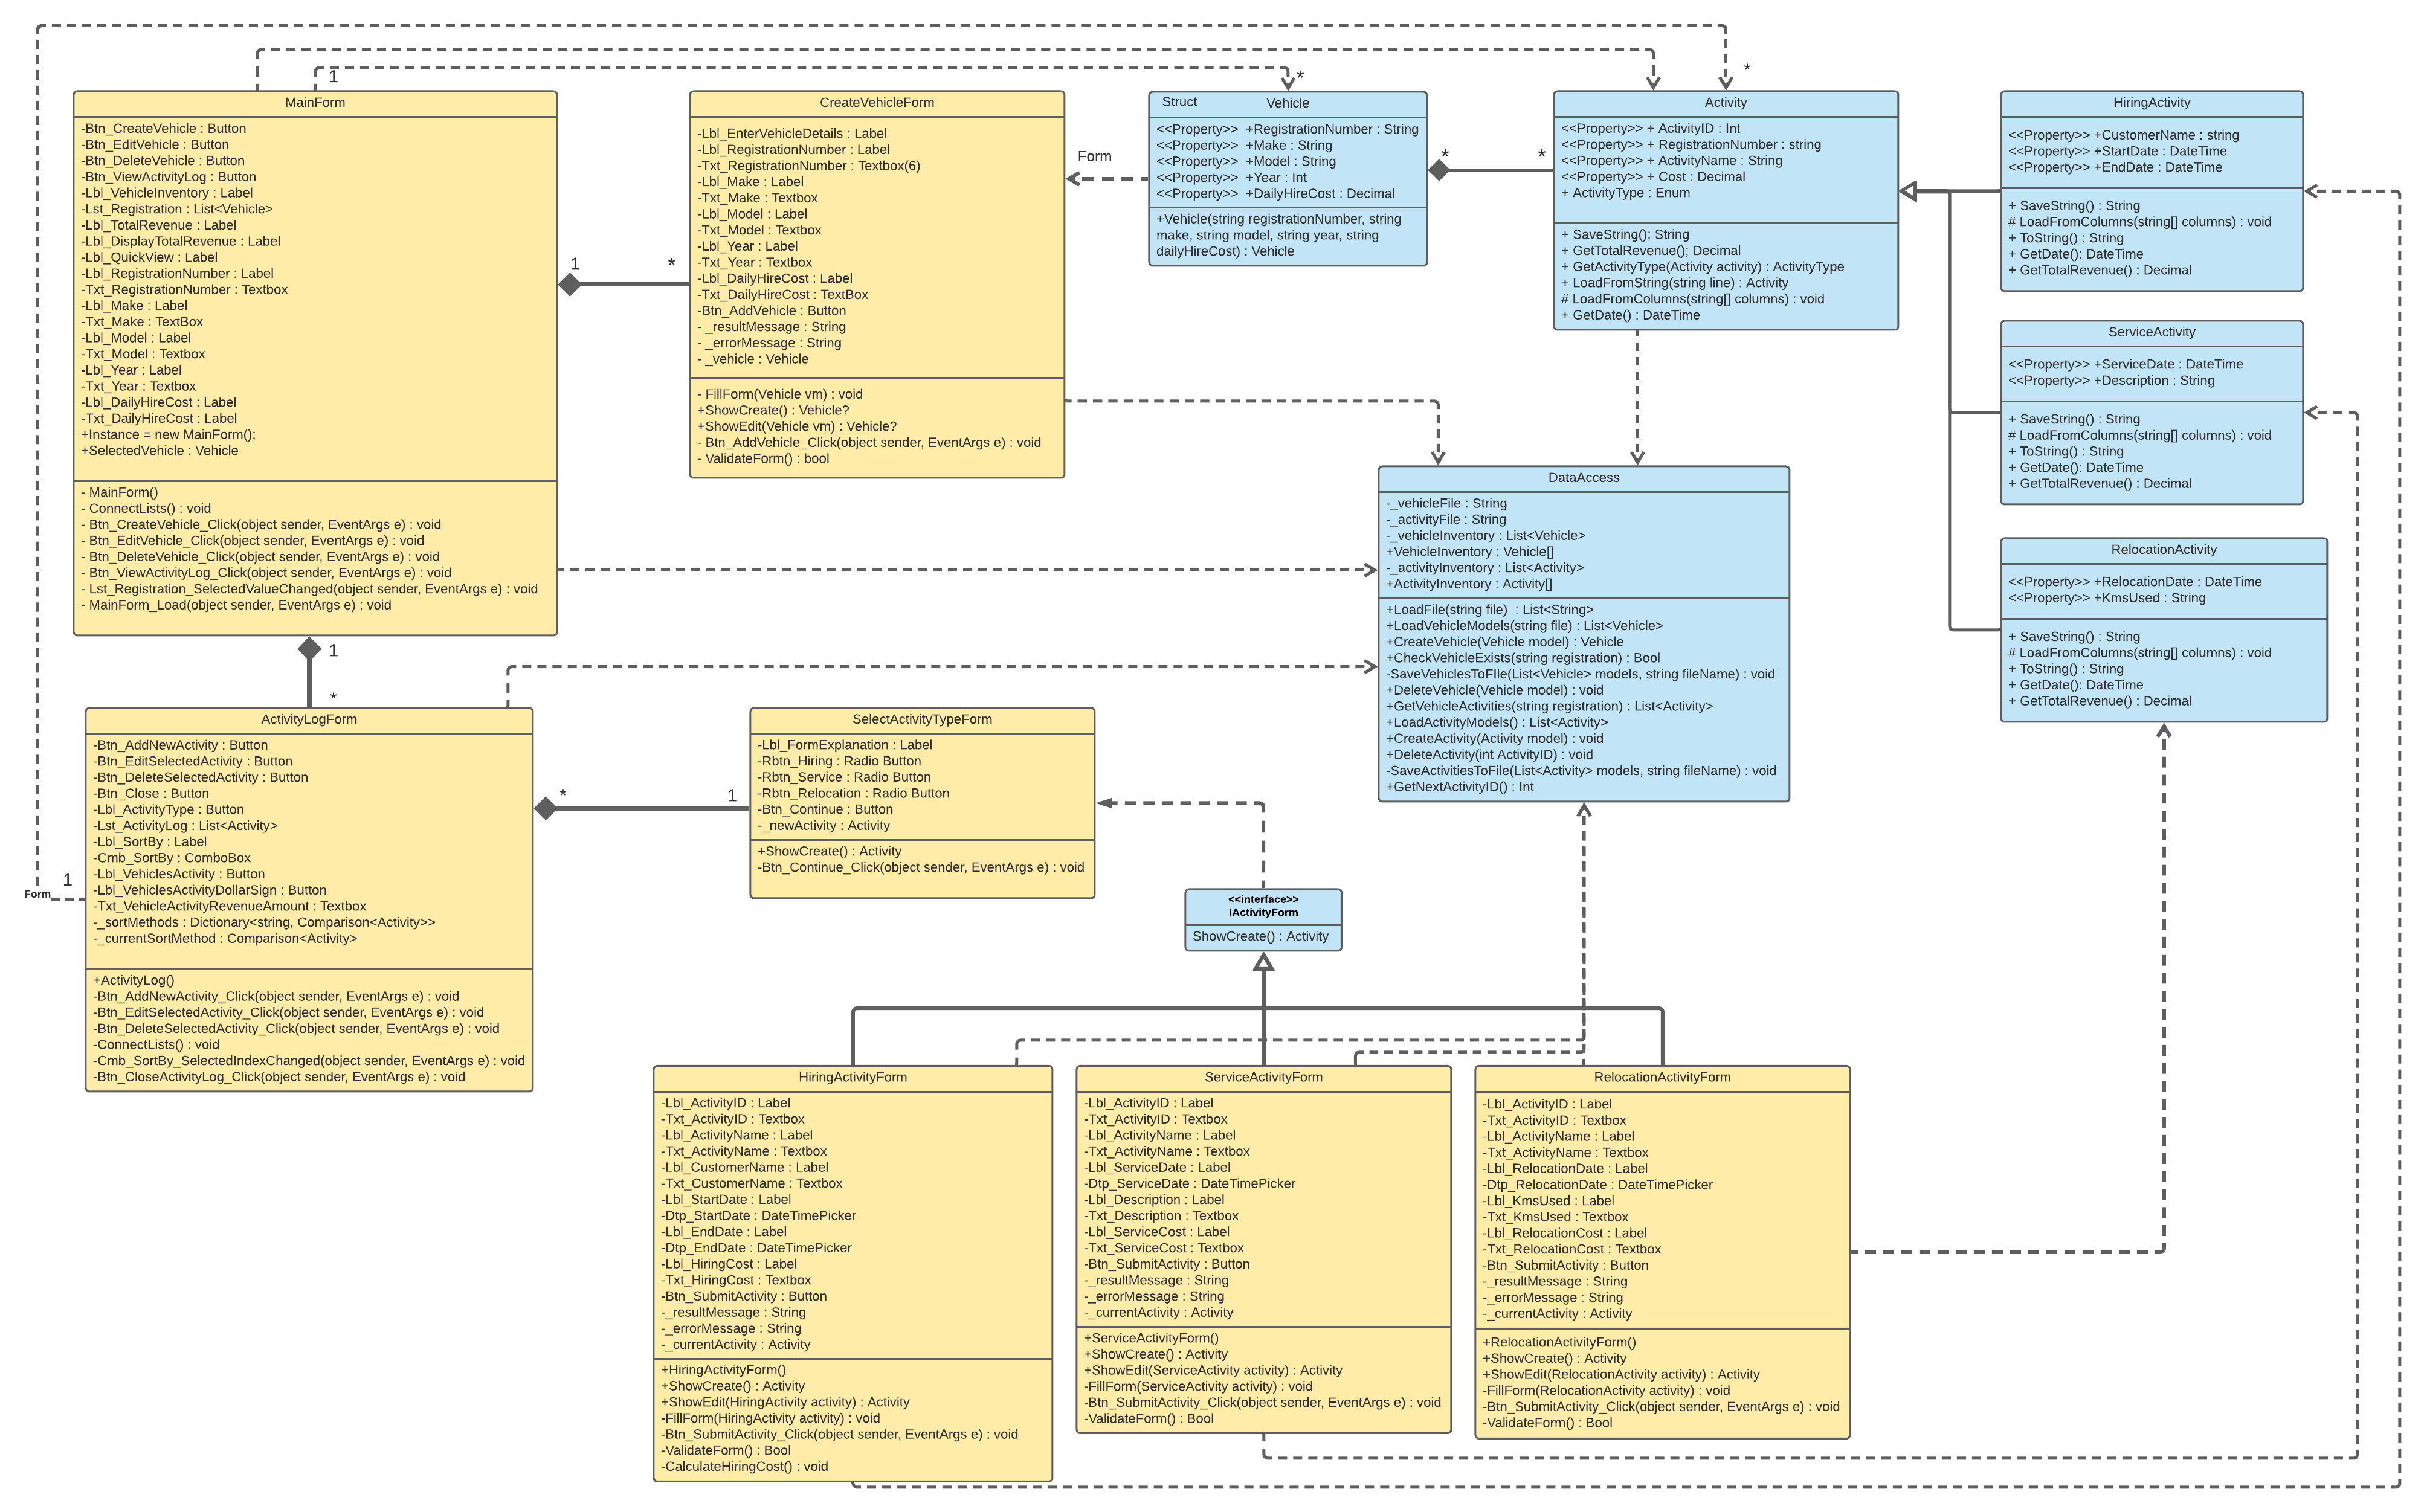 1
*
*
MainForm
-Btn_CreateVehicle : Button
-Btn_EditVehicle : Button
-Btn_DeleteVehicle : Button
-Btn_ViewActivityLog : Button
-Lbl_VehicleInventory : Label
-Lst_Registration : List<Vehicle>
-Lbl_TotalRevenue : Label
-Lbl_DisplayTotalRevenue : Label
-Lbl_QuickView : Label
-Lbl_RegistrationNumber : Label
-Txt_RegistrationNumber : Textbox
-Lbl_Make : Label
-Txt_Make : TextBox
-Lbl_Model : Label
-Txt_Model : Textbox
-Lbl_Year : Label
-Txt_Year : Textbox
-Lbl_DailyHireCost : Label
-Txt_DailyHireCost : Label
+Instance = new MainForm();
+SelectedVehicle : Vehicle
- MainForm()
- ConnectLists() : void
- Btn_CreateVehicle_Click(object sender, EventArgs e) : void
- Btn_EditVehicle_Click(object sender, EventArgs e) : void
- Btn_DeleteVehicle_Click(object sender, EventArgs e) : void
- Btn_ViewActivityLog_Click(object sender, EventArgs e) : void
- Lst_Registration_SelectedValueChanged(object sender, EventArgs e) : void
- MainForm_Load(object sender, EventArgs e) : void
1
*
CreateVehicleForm
-Lbl_EnterVehicleDetails : Label
-Lbl_RegistrationNumber : Label
-Txt_RegistrationNumber : Textbox(6)
-Lbl_Make : Label
-Txt_Make : Textbox
-Lbl_Model : Label
-Txt_Model : Textbox
-Lbl_Year : Label
-Txt_Year : Textbox
-Lbl_DailyHireCost : Label
-Txt_DailyHireCost : TextBox
-Btn_AddVehicle : Button
- _resultMessage : String
- _errorMessage : String
- _vehicle : Vehicle
- FillForm(Vehicle vm) : void
+ShowCreate() : Vehicle?
+ShowEdit(Vehicle vm) : Vehicle?
- Btn_AddVehicle_Click(object sender, EventArgs e) : void
- ValidateForm() : bool
Form
Struct
Vehicle
<<Property>>  +RegistrationNumber : String
<<Property>>  +Make : String
<<Property>>  +Model : String
<<Property>>  +Year : Int
<<Property>>  +DailyHireCost : Decimal
+Vehicle(string registrationNumber, string
make, string model, string year, string
dailyHireCost) : Vehicle
*
*
Activity
<<Property>> + ActivityID : Int
<<Property>> + RegistrationNumber : string
<<Property>> + ActivityName : String
<<Property>> + Cost : Decimal
+ ActivityType : Enum
+ SaveString(); String
+ GetTotalRevenue(); Decimal
+ GetActivityType(Activity activity) : ActivityType
+ LoadFromString(string line) : Activity
# LoadFromColumns(string[] columns) : void
+ GetDate() : DateTime
HiringActivity
<<Property>> +CustomerName : string
<<Property>> +StartDate : DateTime
<<Property>> +EndDate : DateTime
+ SaveString() : String
# LoadFromColumns(string[] columns) : void
+ ToString() : String
+ GetDate(): DateTime
+ GetTotalRevenue() : Decimal
ServiceActivity
<<Property>> +ServiceDate : DateTime
<<Property>> +Description : String
+ SaveString() : String
# LoadFromColumns(string[] columns) : void
+ ToString() : String
+ GetDate(): DateTime
+ GetTotalRevenue() : Decimal
RelocationActivity
<<Property>> +RelocationDate : DateTime
<<Property>> +KmsUsed : String
+ SaveString() : String
# LoadFromColumns(string[] columns) : void
+ ToString() : String
+ GetDate(): DateTime
+ GetTotalRevenue() : Decimal
DataAccess
-_vehicleFile : String
-_activityFile : String
-_vehicleInventory : List<Vehicle>
+VehicleInventory : Vehicle[]
-_activityInventory : List<Activity>
+ActivityInventory : Activity[]
+LoadFile(string file)  : List<String>
+LoadVehicleModels(string file) : List<Vehicle>
+CreateVehicle(Vehicle model) : Vehicle
+CheckVehicleExists(string registration) : Bool
-SaveVehiclesToFIle(List<Vehicle> models, string fileName) : void
+DeleteVehicle(Vehicle model) : void
+GetVehicleActivities(string registration) : List<Activity>
+LoadActivityModels() : List<Activity>
+CreateActivity(Activity model) : void
+DeleteActivity(int ActivityID) : void
-SaveActivitiesToFile(List<Activity> models, string fileName) : void
+GetNextActivityID() : Int
1
*
1
Form
ActivityLogForm
-Btn_AddNewActivity : Button
-Btn_EditSelectedActivity : Button
-Btn_DeleteSelectedActivity : Button
-Btn_Close : Button
-Lbl_ActivityType : Button
-Lst_ActivityLog : List<Activity>
-Lbl_SortBy : Label
-Cmb_SortBy : ComboBox
-Lbl_VehiclesActivity : Button
-Lbl_VehiclesActivityDollarSign : Button
-Txt_VehicleActivityRevenueAmount : Textbox
-_sortMethods : Dictionary<string, Comparison<Activity>>
-_currentSortMethod : Comparison<Activity>
+ActivityLog()
-Btn_AddNewActivity_Click(object sender, EventArgs e) : void
-Btn_EditSelectedActivity_Click(object sender, EventArgs e) : void
-Btn_DeleteSelectedActivity_Click(object sender, EventArgs e) : void
-ConnectLists() : void
-Cmb_SortBy_SelectedIndexChanged(object sender, EventArgs e) : void
-Btn_CloseActivityLog_Click(object sender, EventArgs e) : void
*
1
SelectActivityTypeForm
-Lbl_FormExplanation : Label
-Rbtn_Hiring : Radio Button
-Rbtn_Service : Radio Button
-Rbtn_Relocation : Radio Button
-Btn_Continue : Button
-_newActivity : Activity
+ShowCreate() : Activity
-Btn_Continue_Click(object sender, EventArgs e) : void
<<interface>>
IActivityForm
ShowCreate() : Activity
HiringActivityForm
-Lbl_ActivityID : Label
-Txt_ActivityID : Textbox
-Lbl_ActivityName : Label
-Txt_ActivityName : Textbox
-Lbl_CustomerName : Label
-Txt_CustomerName : Textbox
-Lbl_StartDate : Label
-Dtp_StartDate : DateTimePicker
-Lbl_EndDate : Label
-Dtp_EndDate : DateTimePicker
-Lbl_HiringCost : Label
-Txt_HiringCost : Textbox
-Btn_SubmitActivity : Button
-_resultMessage : String
-_errorMessage : String
-_currentActivity : Activity
+HiringActivityForm()
+ShowCreate() : Activity
+ShowEdit(HiringActivity activity) : Activity
-FillForm(HiringActivity activity) : void
-Btn_SubmitActivity_Click(object sender, EventArgs e) : void
-ValidateForm() : Bool
-CalculateHiringCost() : void
ServiceActivityForm
-Lbl_ActivityID : Label
-Txt_ActivityID : Textbox
-Lbl_ActivityName : Label
-Txt_ActivityName : Textbox
-Lbl_ServiceDate : Label
-Dtp_ServiceDate : DateTimePicker
-Lbl_Description : Label
-Txt_Description : Textbox
-Lbl_ServiceCost : Label
-Txt_ServiceCost : Textbox
-Btn_SubmitActivity : Button
-_resultMessage : String
-_errorMessage : String
-_currentActivity : Activity
+ServiceActivityForm()
+ShowCreate() : Activity
+ShowEdit(ServiceActivity activity) : Activity
-FillForm(ServiceActivity activity) : void
-Btn_SubmitActivity_Click(object sender, EventArgs e) : void
-ValidateForm() : Bool
RelocationActivityForm
-Lbl_ActivityID : Label
-Txt_ActivityID : Textbox
-Lbl_ActivityName : Label
-Txt_ActivityName : Textbox
-Lbl_RelocationDate : Label
-Dtp_RelocationDate : DateTimePicker
-Lbl_KmsUsed : Label
-Txt_KmsUsed : Textbox
-Lbl_RelocationCost : Label
-Txt_RelocationCost : Textbox
-Btn_SubmitActivity : Button
-_resultMessage : String
-_errorMessage : String
-_currentActivity : Activity
+RelocationActivityForm()
+ShowCreate() : Activity
+ShowEdit(RelocationActivity activity) : Activity
-FillForm(RelocationActivity activity) : void
-Btn_SubmitActivity_Click(object sender, EventArgs e) : void
-ValidateForm() : Bool